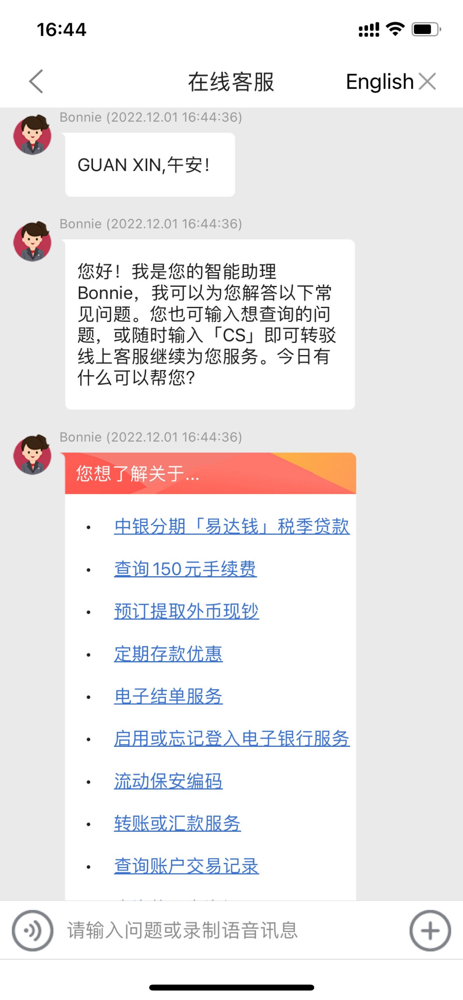 16:44
在线客服
English
Bonnie (2022.12.01 16:44:36)
GUAN XIN,午安！
Bonnie (2022.12.01 16:44:36)
您好！我是您的智能助理
Bonnie，我可以为您解答以下常
见问题。您也可输入想查询的问
题，或随时输入「CS」即可转驳
线上客服继续为您服务。今日有
什么可以帮您?
Bonnie (2022.12.01 16:44:36)
您想了解关于...
• 中银分期「易达钱」税季贷款
• 查询150元手续费
• 预订提取外币现钞
• 定期存款优惠
• 电子结单服务
• 启用或忘记登入电子银行服务
• 流动保安编码
• 转账或汇款服务
• 查询账户交易记录
请输入问题或录制语音讯息